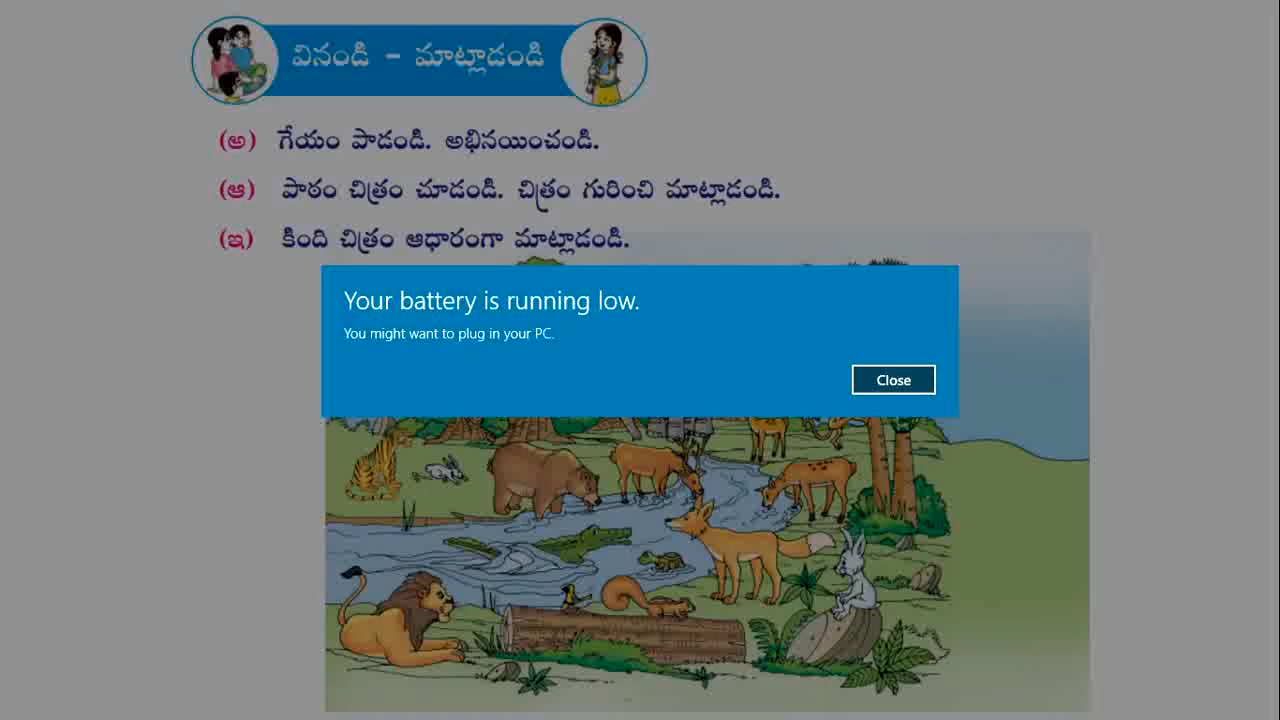 వినండి - మాట్లాడండి
(అ) గేయం పాడండి. అభినయించండి.
(ఆ) పాఠం చిత్రం చూడండి. చిత్రం గురించి మాట్లాడండి.
(ఇ) కింది చిత్రం ఆధారంగా మాట్లాడండి.
Your battery is running low.
You might want to plug in your PC.
Close